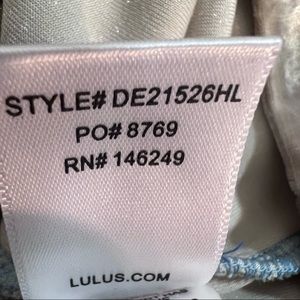 STYLE# DE21526HL
PO# 8769
RN# 146249
LULUS.COM